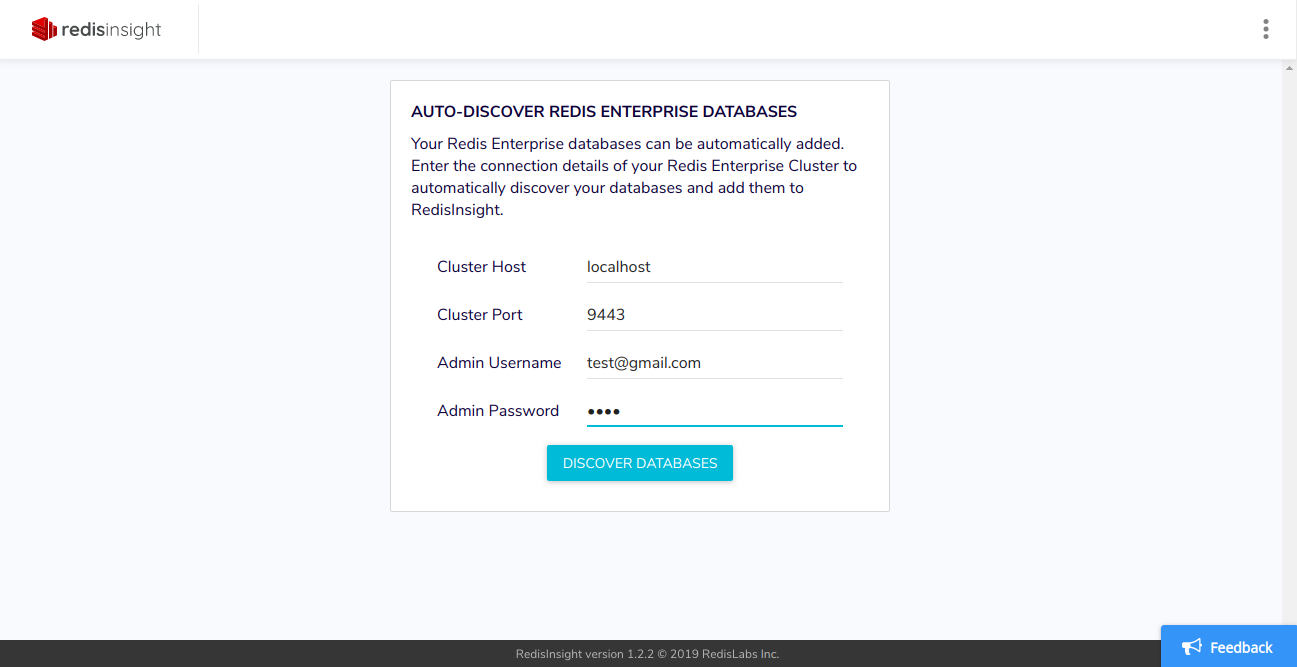 redisinsight
AUTO-DISCOVER REDIS ENTERPRISE DATABASES
Your Redis Enterprise databases can be automatically added.
Enter the connection details of your Redis Enterprise Cluster to
automatically discover your databases and add them to
RedisInsight.
Cluster Host localhost
Cluster Port 9443
Admin Username test@gmail.com
Admin Password ••••
DISCOVER DATABASES
RedisInsight version 1.2.2 © 2019 RedisLabs Inc.
Feedback